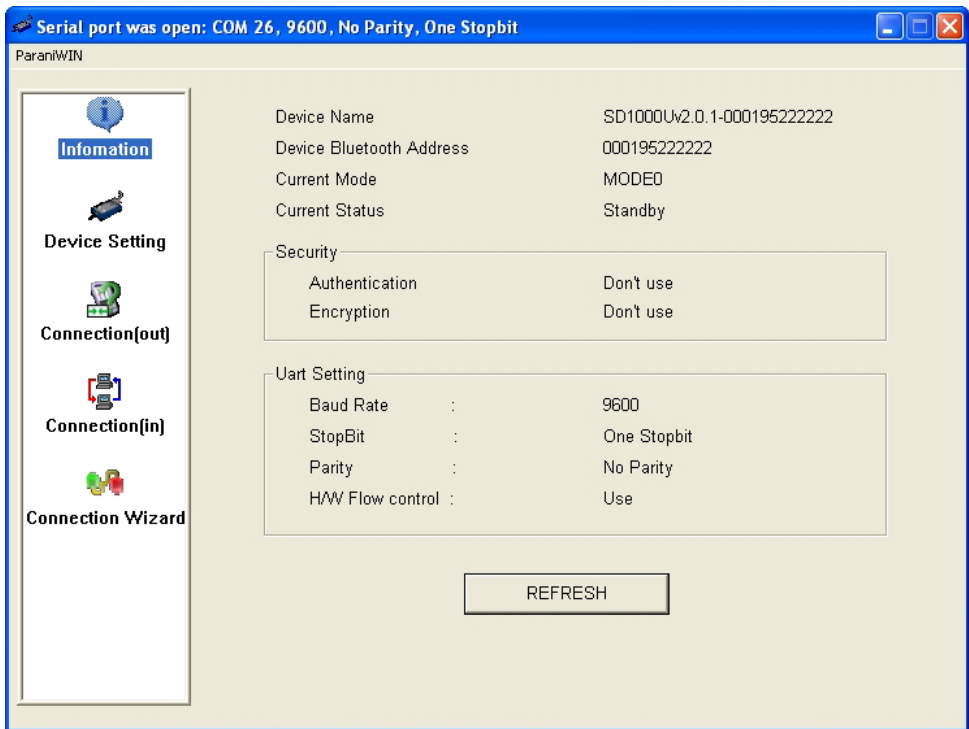 Serial port was open: COM 26, 9600, No Parity, One Stopbit
ParaniWIN
Infomation
Device Setting
Connection(out)
Connection(in)
Connection Wizard
Device Name SD1000Uv2.0.1-000195222222
Device Bluetooth Address 000195222222
Current Mode MODE0
Current Status Standby
Security
Authentication Don't use
Encryption Don't use
Uart Setting
Baud Rate : 9600
StopBit : One Stopbit
Parity : No Parity
H/W Flow control : Use
REFRESH